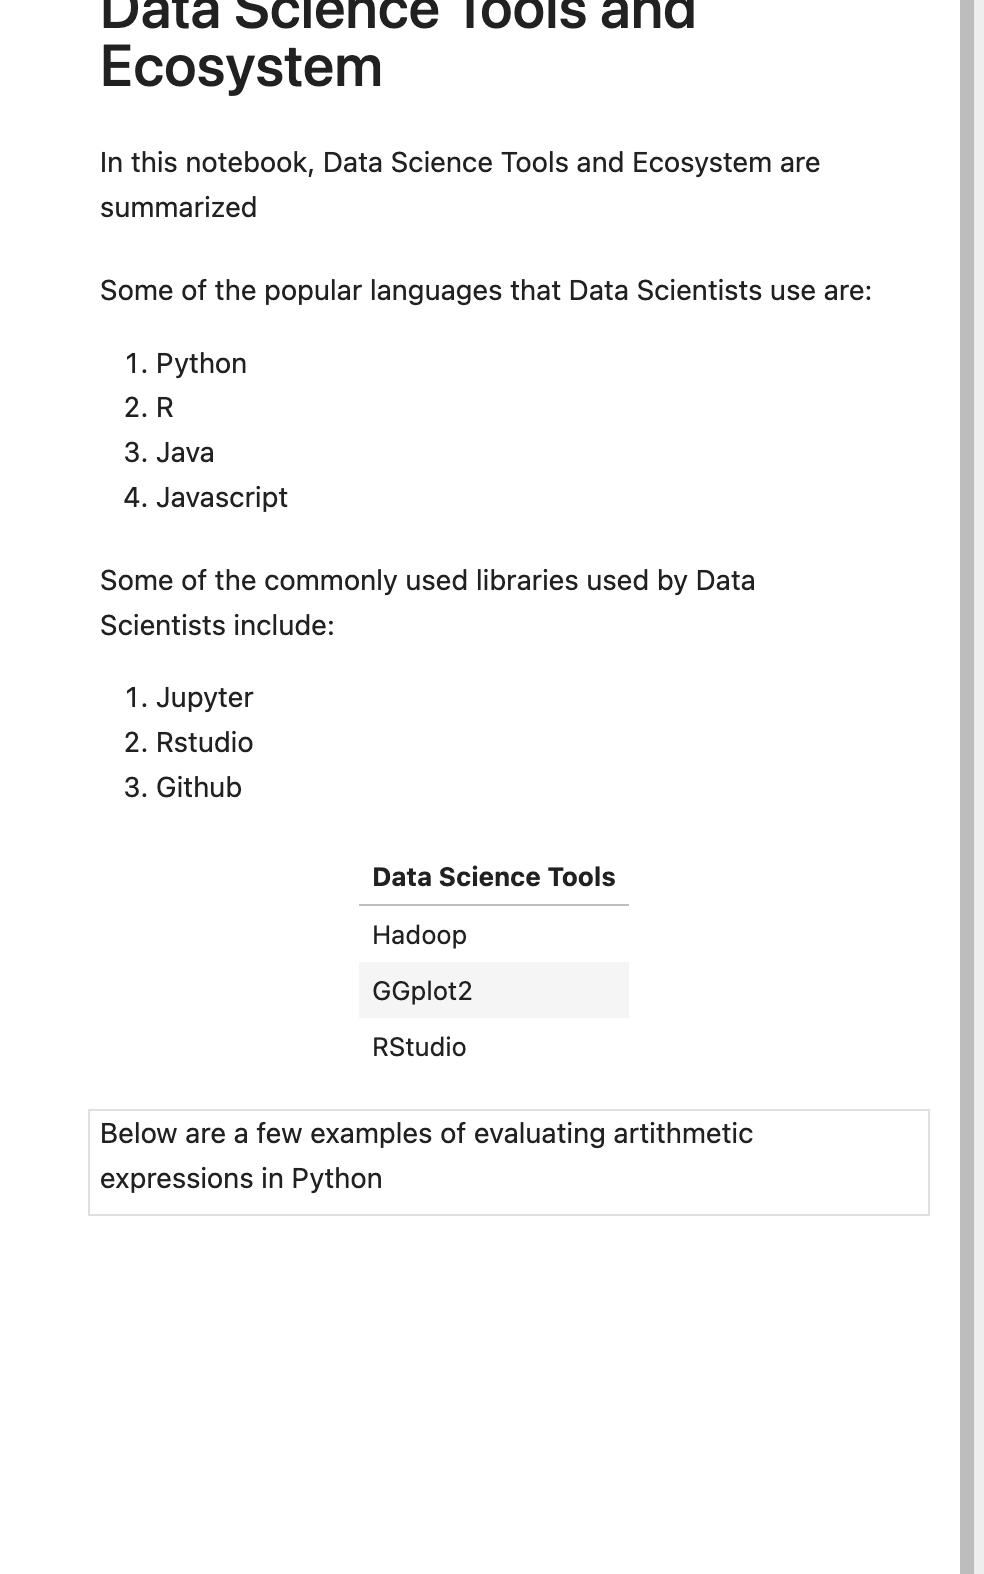 Data Science Tools and
Ecosystem
In this notebook, Data Science Tools and Ecosystem are
summarized
Some of the popular languages that Data Scientists use are:
1. Python
2. R
3. Java
4. Javascript
Some of the commonly used libraries used by Data
Scientists include:
1. Jupyter
2. Rstudio
3. Github
Data Science Tools
Hadoop
GGplot2
RStudio
Below are a few examples of evaluating artithmetic
expressions in Python